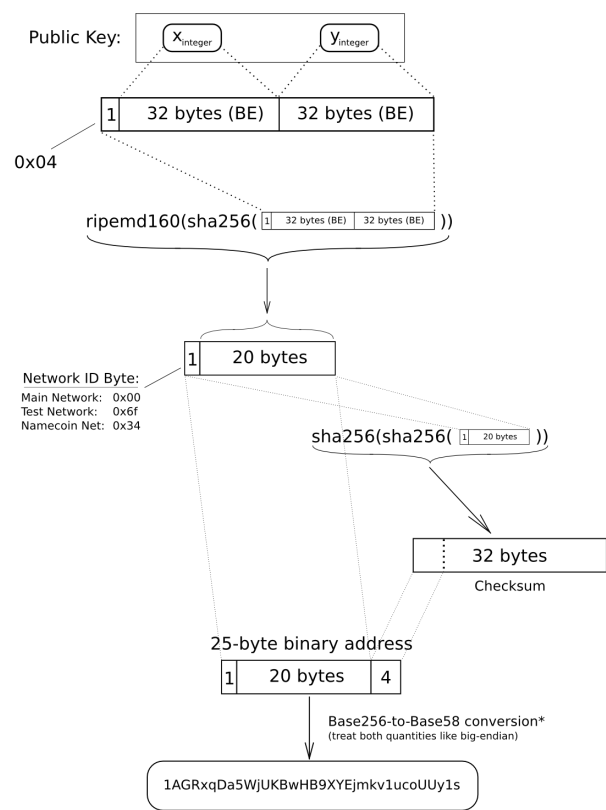 Public Key:
x integer
y integer
1 32 bytes (BE) 32 bytes (BE)
0x04
ripemd160(sha256( 1 32 bytes (BE) 32 bytes (BE) ))
1 20 bytes
Network ID Byte:
Main Network: 0x00
Test Network: 0x6f
Namecoin Net: 0x34
sha256(sha256( 1 20 bytes ))
32 bytes
Checksum
25-byte binary address
1 20 bytes 4
Base256-to-Base58 conversion*
(treat both quantities like big-endian)
1AGRxqDa5WjUKBwHB9XYEjmkv1ucoUUy1s